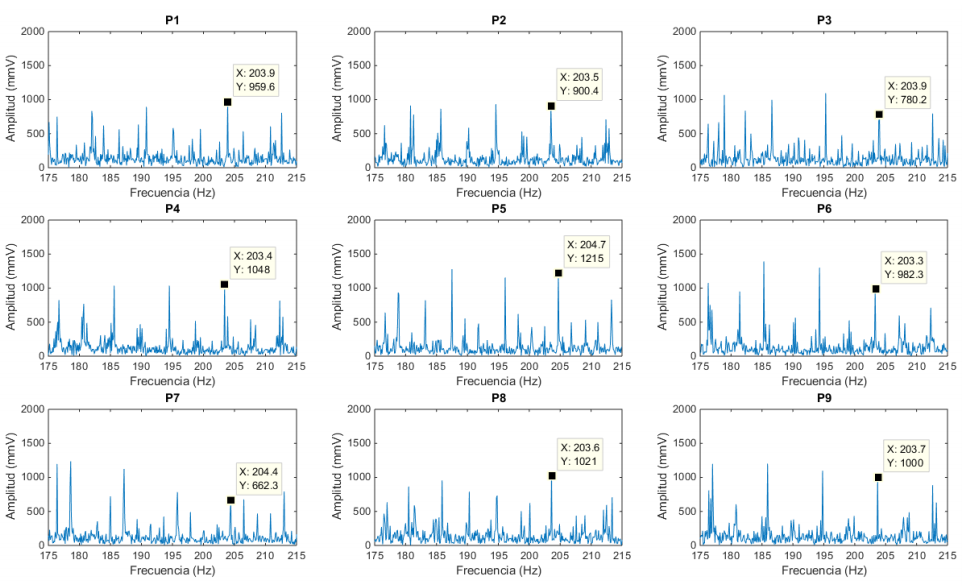 P1 P2 P3
2000 2000 2000
1500 1500 1500
X: 203.9 X: 203.5 X: 203.9
Y: 959.6 Y: 900.4 Y: 780.2
1000 1000 1000
500 500 500
0 0 0
Amplitud (mmV) Amplitud (mmV) Amplitud (mmV)
175 180 185 190 195 200 205 210 215 175 180 185 190 195 200 205 210 215 175 180 185 190 195 200 205 210 215
Frecuencia (Hz) Frecuencia (Hz) Frecuencia (Hz)
P4 P5 P6
2000 2000 2000
1500 1500 1500
X: 203.4 X: 204.7 X: 203.3
Y: 1048 Y: 1215 Y: 982.3
1000 1000 1000
500 500 500
0 0 0
Amplitud (mmV) Amplitud (mmV) Amplitud (mmV)
175 180 185 190 195 200 205 210 215 175 180 185 190 195 200 205 210 215 175 180 185 190 195 200 205 210 215
Frecuencia (Hz) Frecuencia (Hz) Frecuencia (Hz)
P7 P8 P9
2000 2000 2000
1500 1500 1500
X: 204.4 X: 203.6 X: 203.7
Y: 662.3 Y: 1021 Y: 1000
1000 1000 1000
500 500 500
0 0 0
Amplitud (mmV) Amplitud (mmV) Amplitud (mmV)
175 180 185 190 195 200 205 210 215 175 180 185 190 195 200 205 210 215 175 180 185 190 195 200 205 210 215
Frecuencia (Hz) Frecuencia (Hz) Frecuencia (Hz)